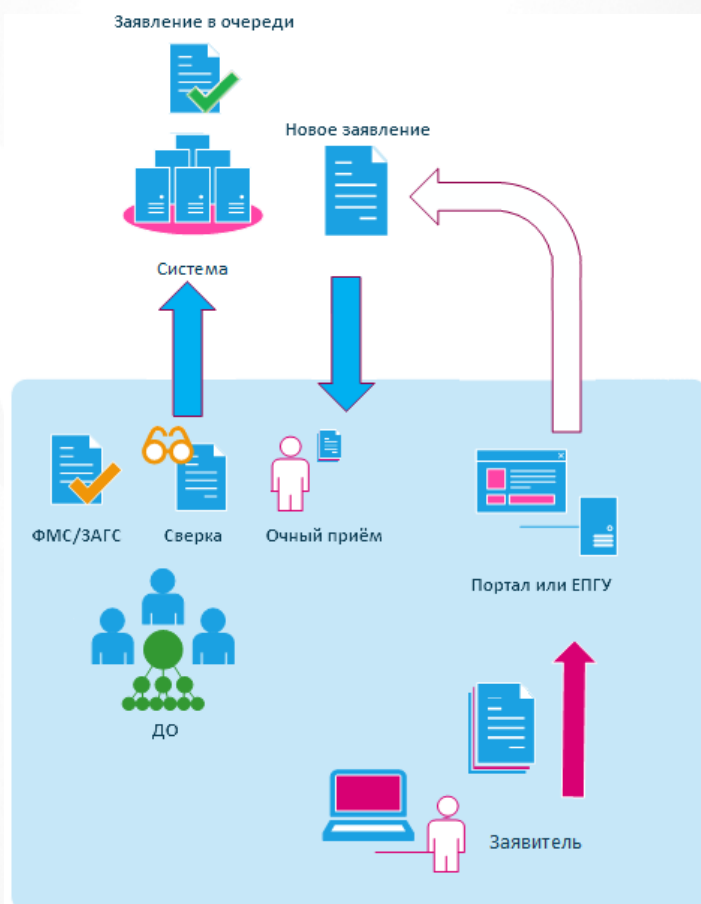 Заявление в очереди
Новое заявление
Система
ФМС/ЗАГС
Сверка
Очный приём
Портал или ЕПГУ
ДО
Заявитель